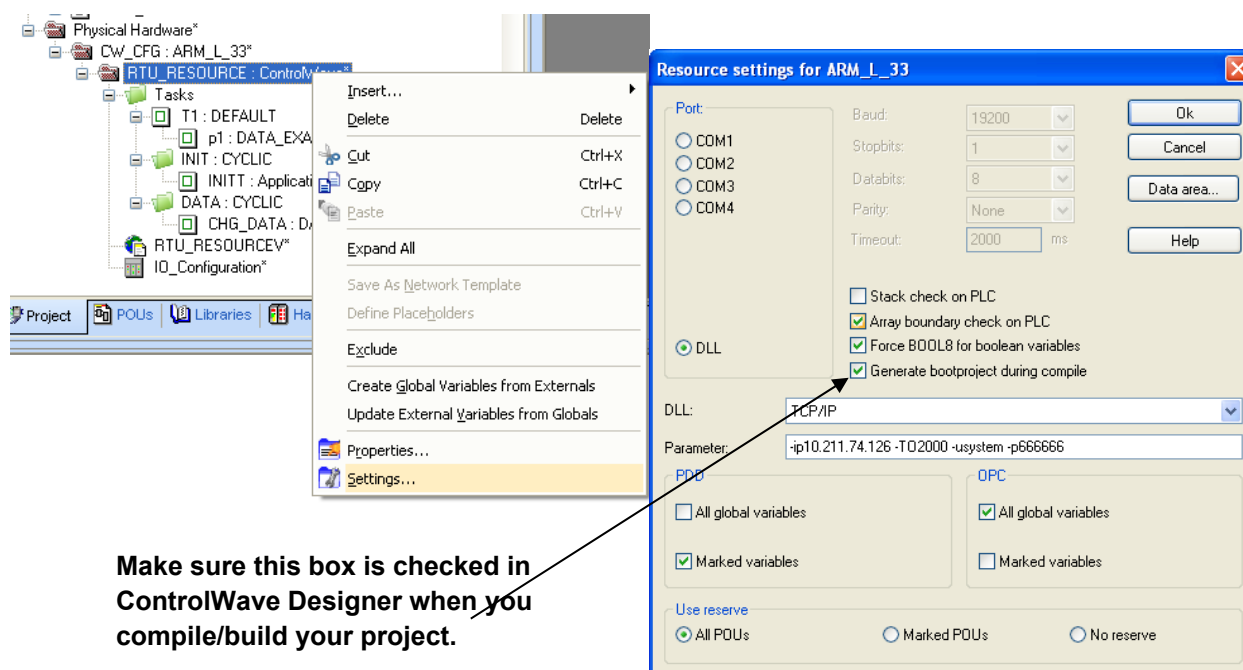 Physical Hardware*
CW_CFG : ARM_L_33*
RTU_RESOURCE : ControlWave*
Tasks
T1 : DEFAULT
p1 : DATA_EXA
INIT : CYCLIC
INITT : Applicati
DATA : CYCLIC
CHG_DATA : DA
RTU_RESOURCEV*
IO_Configuration*
Project POUs Libraries Ha
Insert...
Delete Delete
Cut Ctrl+X
Copy Ctrl+C
Paste Ctrl+V
Expand All
Save As Network Template
Define Placeholders
Exclude
Create Global Variables from Externals
Update External Variables from Globals
Properties...
Settings...
Resource settings for ARM_L_33
Port:
COM1
COM2
COM3
COM4
DLL
Baud: 19200
Stopbits: 1
Databits: 8
Parity: None
Timeout: 2000 ms
Ok
Cancel
Data area...
Help
Stack check on PLC
Array boundary check on PLC
Force BOOL8 for boolean variables
Generate bootproject during compile
DLL: TCP/IP
Parameter: -ip10.211.74.126 -TO2000 -usystem -p666666
PDD
All global variables
Marked variables
OPC
All global variables
Marked variables
Use reserve
All POUs Marked POUs No reserve
Make sure this box is checked in
ControlWave Designer when you
compile/build your project.